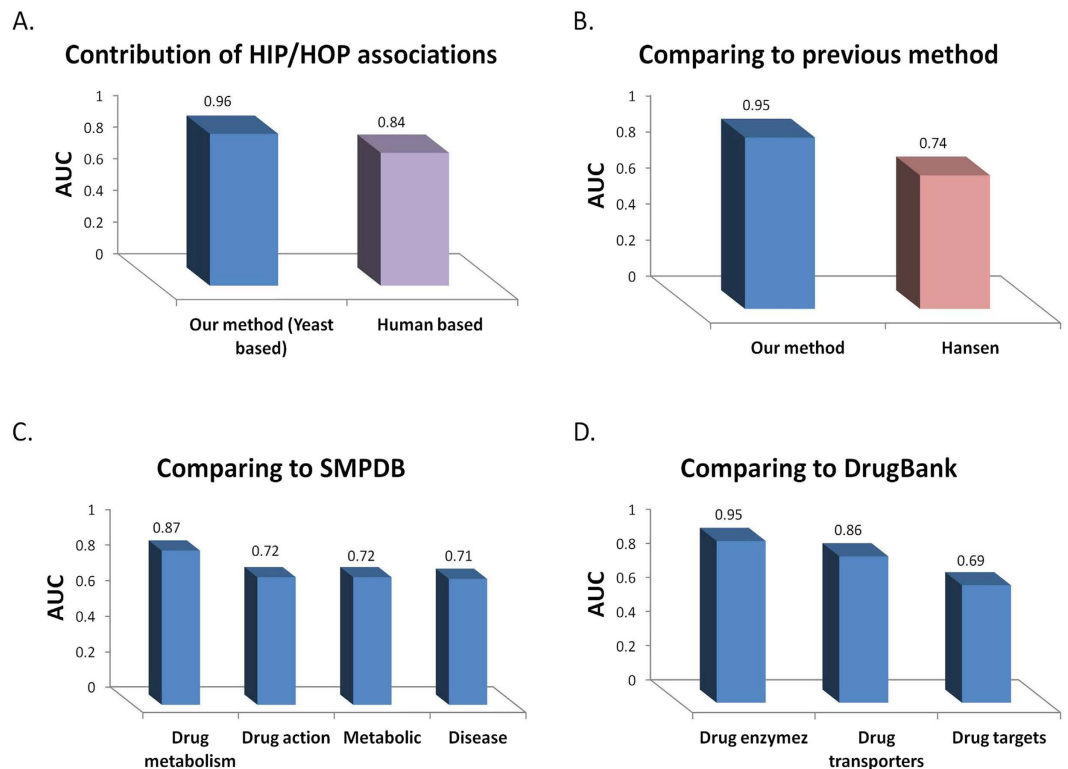 A.
Contribution of HIP/HOP associations
AUC
1
0.8
0.6
0.4
0.2
0
0.96
0.84
Our method (Yeast
based)
Human based
B.
Comparing to previous method
AUC
1
0.8
0.6
0.4
0.2
0
0.95
0.74
Our method
Hansen
C.
Comparing to SMPDB
AUC
1
0.8
0.6
0.4
0.2
0
0.87
0.72
0.72
0.71
Drug
metabolism
Drug action
Metabolic
Disease
D.
Comparing to DrugBank
AUC
1
0.8
0.6
0.4
0.2
0
0.95
0.86
0.69
Drug enzymez
Drug
transporters
Drug targets